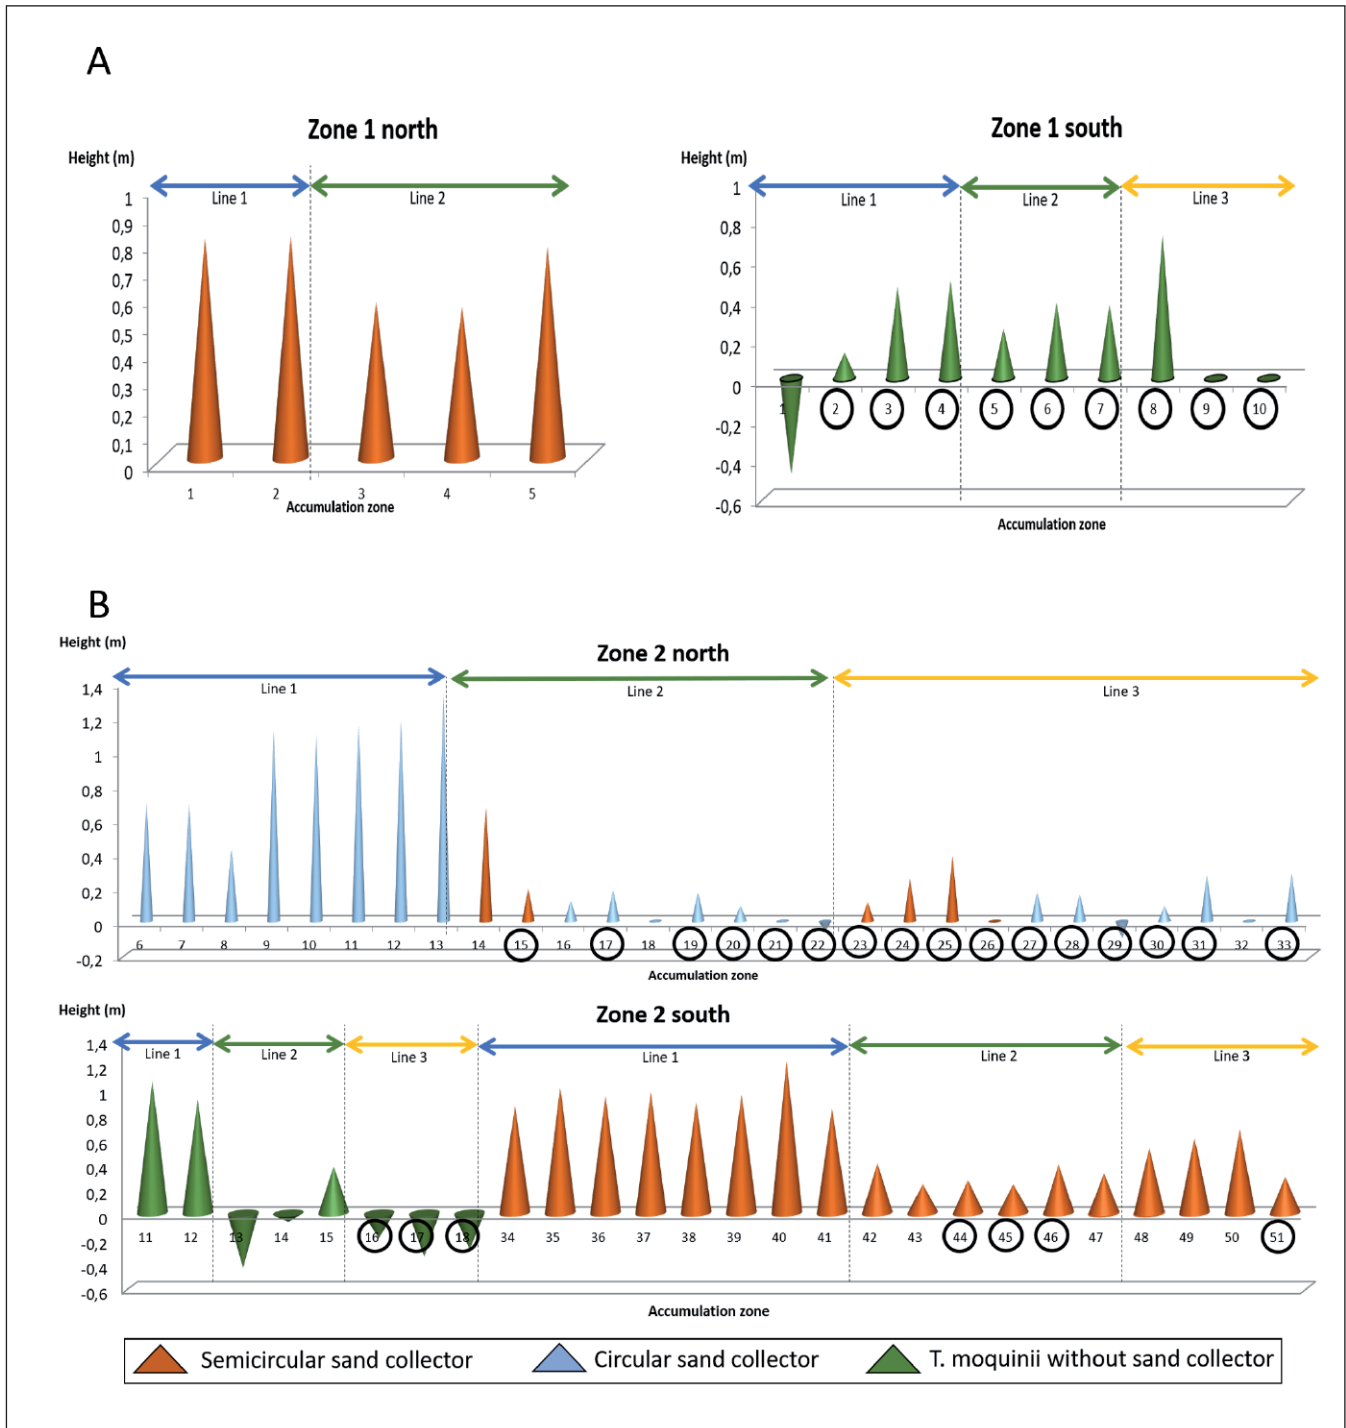 A
Zone 1 north
Height (m)
Line 1 Line 2
1
0,9
0,8
0,7
0,6
0,5
0,4
0,3
0,2
0,1
0
1 2 3 4 5
Accumulation zone
Zone 1 south
Height (m)
Line 1 Line 2 Line 3
1
0,8
0,6
0,4
0,2
0
-0,2
-0,4
-0,6
1 2 3 4 5 6 7 8 9 10
Accumulation zone
B
Height (m)
Zone 2 north
Line 1 Line 2 Line 3
1,4
1,2
1
0,8
0,6
0,4
0,2
0
-0,2
6 7 8 9 10 11 12 13 14 15 16 17 18 19 20 21 22 23 24 25 26 27 28 29 30 31 32 33
Accumulation zone
Height (m)
Zone 2 south
Line 1 Line 2 Line 3 Line 1 Line 2 Line 3
1,4
1,2
1
0,8
0,6
0,4
0,2
0
-0,2
-0,4
-0,6
11 12 13 14 15 16 17 18 34 35 36 37 38 39 40 41 42 43 44 45 46 47 48 49 50 51
Accumulation zone
Semicircular sand collector Circular sand collector T. moquinii without sand collector